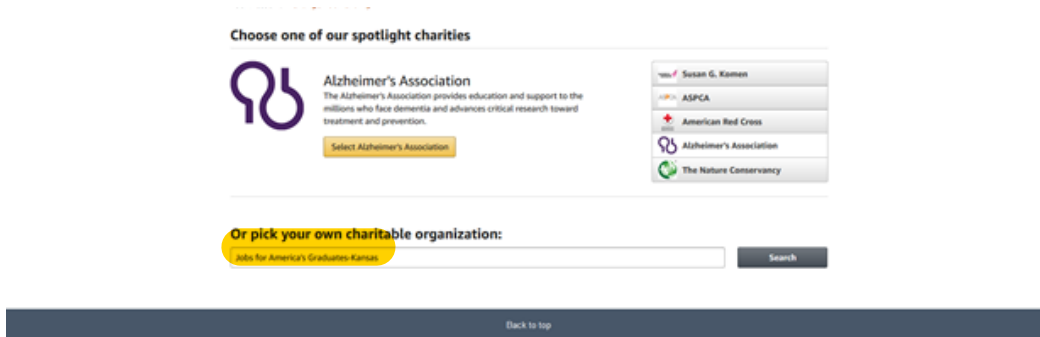 Choose one of our spotlight charities
Alzheimer's Association
The Alzheimer's Association provides education and support to the
millions who face dementia and advances critical research toward
treatment and prevention.
Select Alzheimer's Association
Susan G. Komen
ASPCA
American Red Cross
Alzheimer's Association
The Nature Conservancy
Or pick your own charitable organization:
Jobs for America's Graduates-Kansas
Search
Back to top